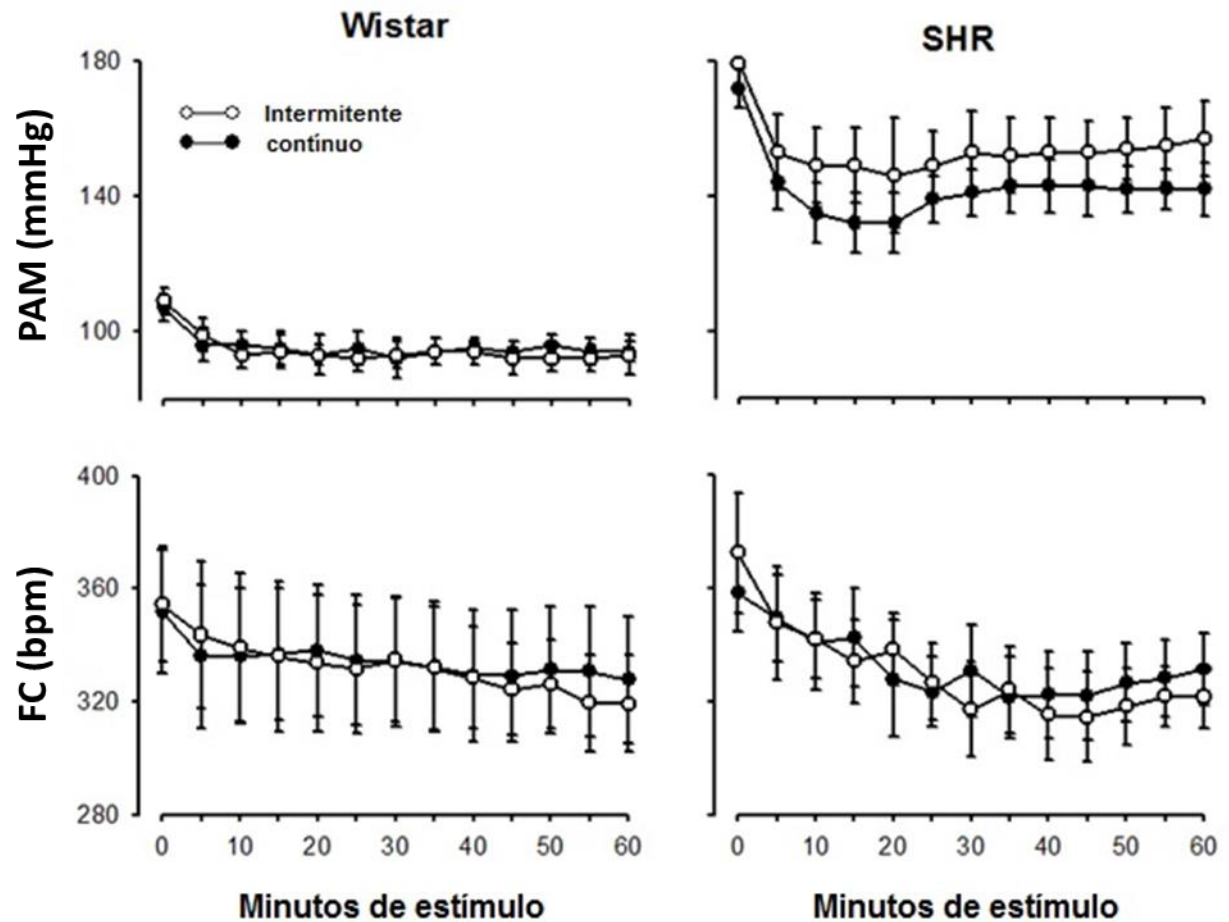 Wistar
SHR
PAM (mmHg)
180
140
100
Intermitente
contínuo
FC (bpm)
400
360
320
280
0 10 20 30 40 50 60
0 10 20 30 40 50 60
Minutos de estímulo
Minutos de estímulo